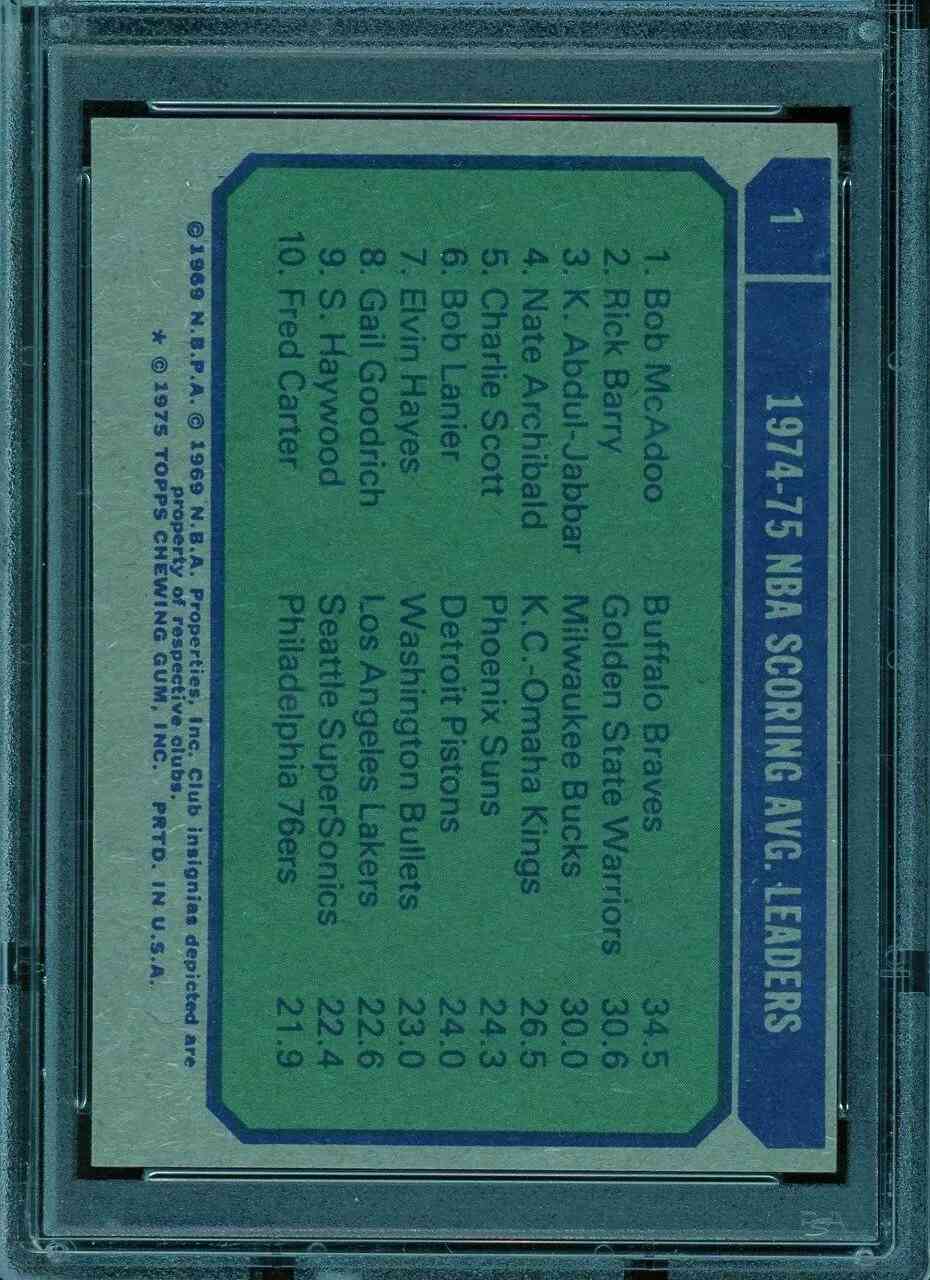 1
1974-75 NBA SCORING AVG. LEADERS
1. Bob McAdoo Buffalo Braves 34.5
2. Rick Barry Golden State Warriors 30.6
3. K. Abdul-Jabbar Milwaukee Bucks 30.0
4. Nate Archibald K.C.-Omaha Kings 26.5
5. Charlie Scott Phoenix Suns 24.3
6. Bob Lanier Detroit Pistons 24.0
7. Elvin Hayes Washington Bullets 23.0
8. Gail Goodrich Los Angeles Lakers 22.6
9. S. Haywood Seattle SuperSonics 22.4
10. Fred Carter Philadelphia 76ers 21.9
©1969 N.B.P.A. © 1969 N.B.A. Properties, Inc. Club insignias depicted are
property of respective clubs.
* ©1975 TOPPS CHEWING GUM, INC. PRTD. IN U.S.A.
PSA